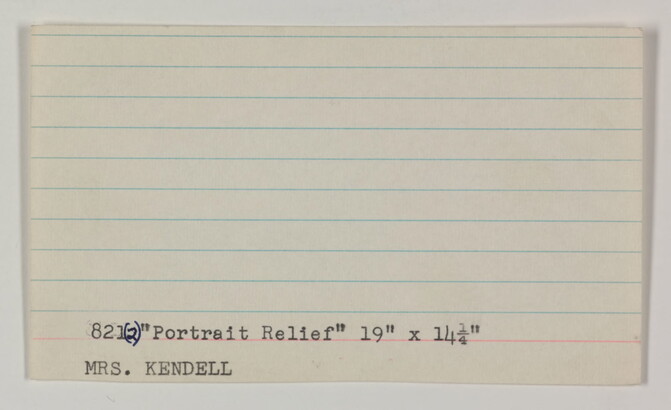 821(2)"Portrait Relief" 19" x 14¼"
MRS. KENDELL